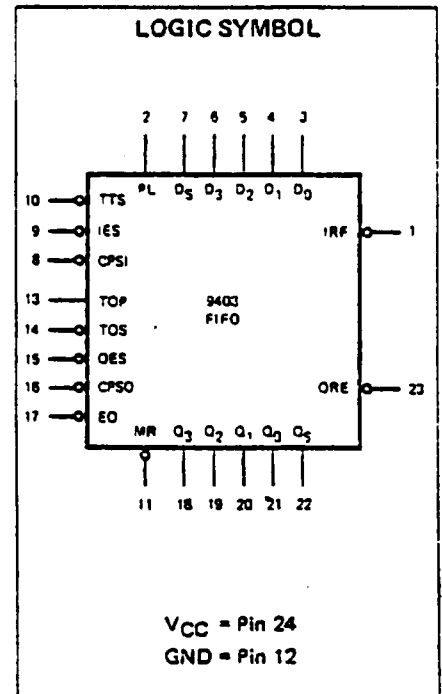 LOGIC SYMBOL
2 7 6 5 4 3
PL D5 D3 D2 D1 D0
10 TTS
9 IES
8 CPSI
13 TOP
14 TOS
15 OES
16 CPSO
17 EO
IRF 1
9403
FIFO
ORE 23
MR Q3 Q2 Q1 Q0 QS
11 18 19 20 21 22
VCC = Pin 24
GND = Pin 12